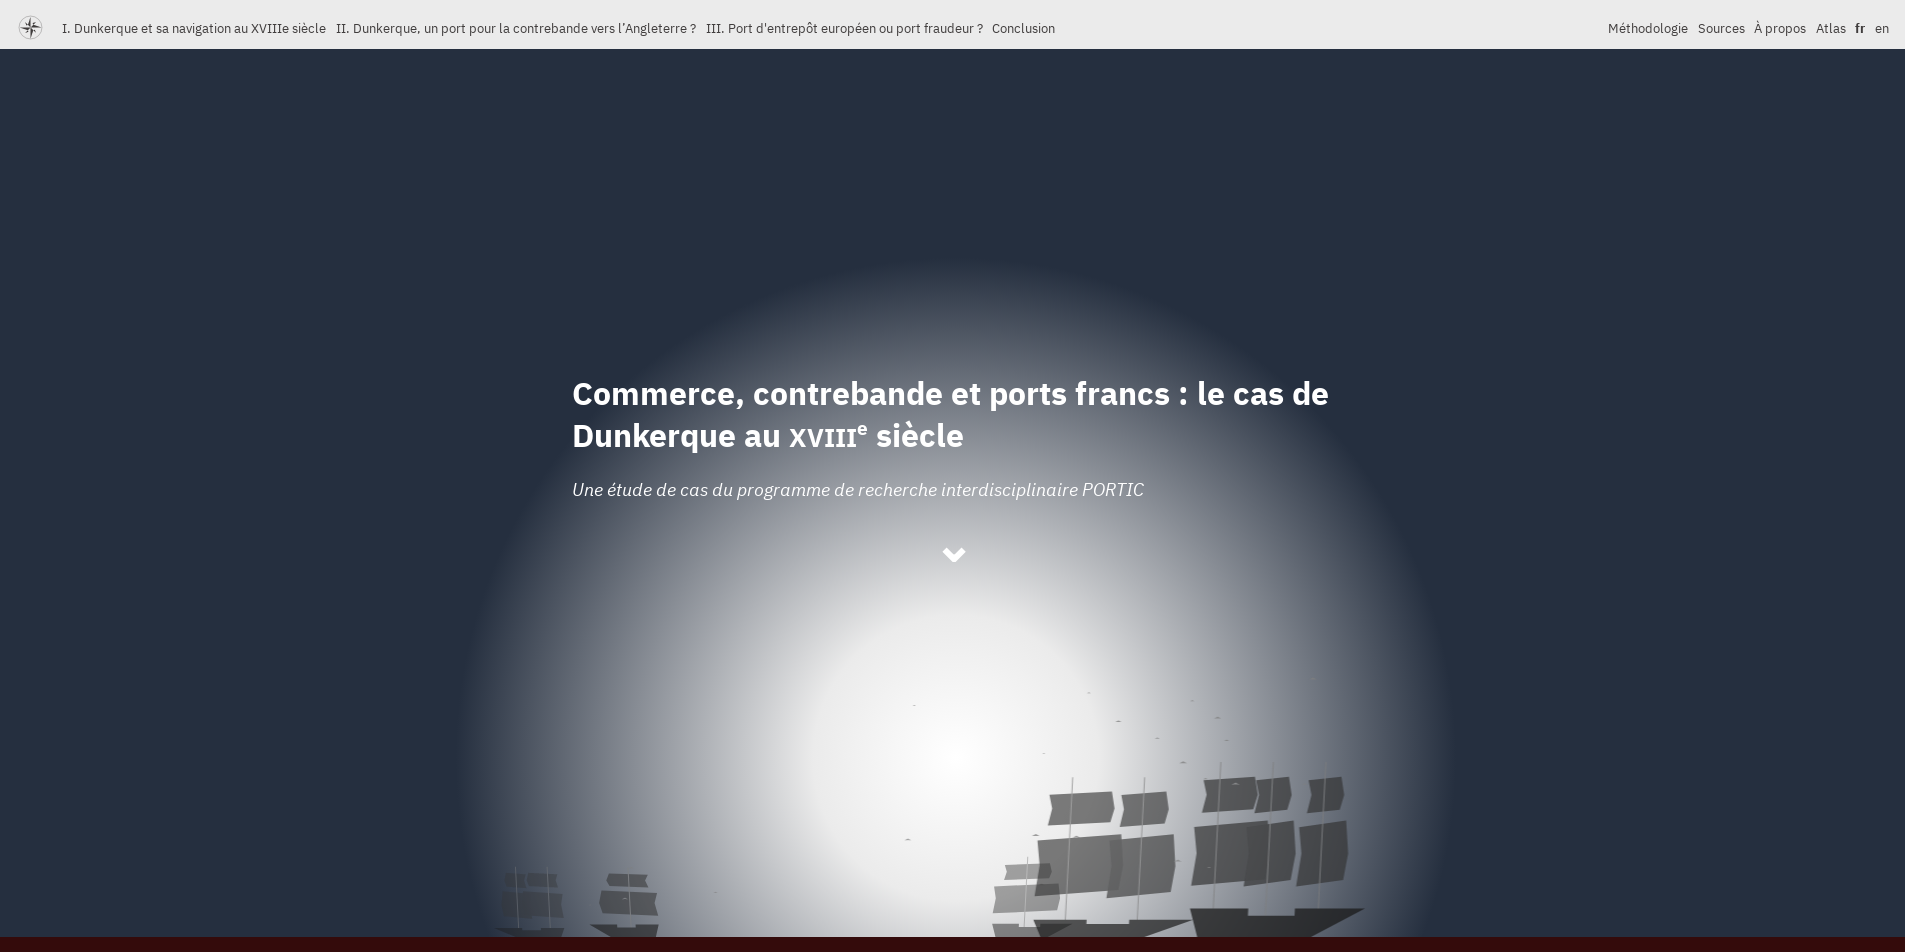 I. Dunkerque et sa navigation au XVIIIe siècle II. Dunkerque, un port pour la contrebande vers l’Angleterre ? III. Port d'entrepôt européen ou port fraudeur ? Conclusion Méthodologie Sources À propos Atlas fr en
Commerce, contrebande et ports francs : le cas de
Dunkerque au XVIIIe siècle
Une étude de cas du programme de recherche interdisciplinaire PORTIC